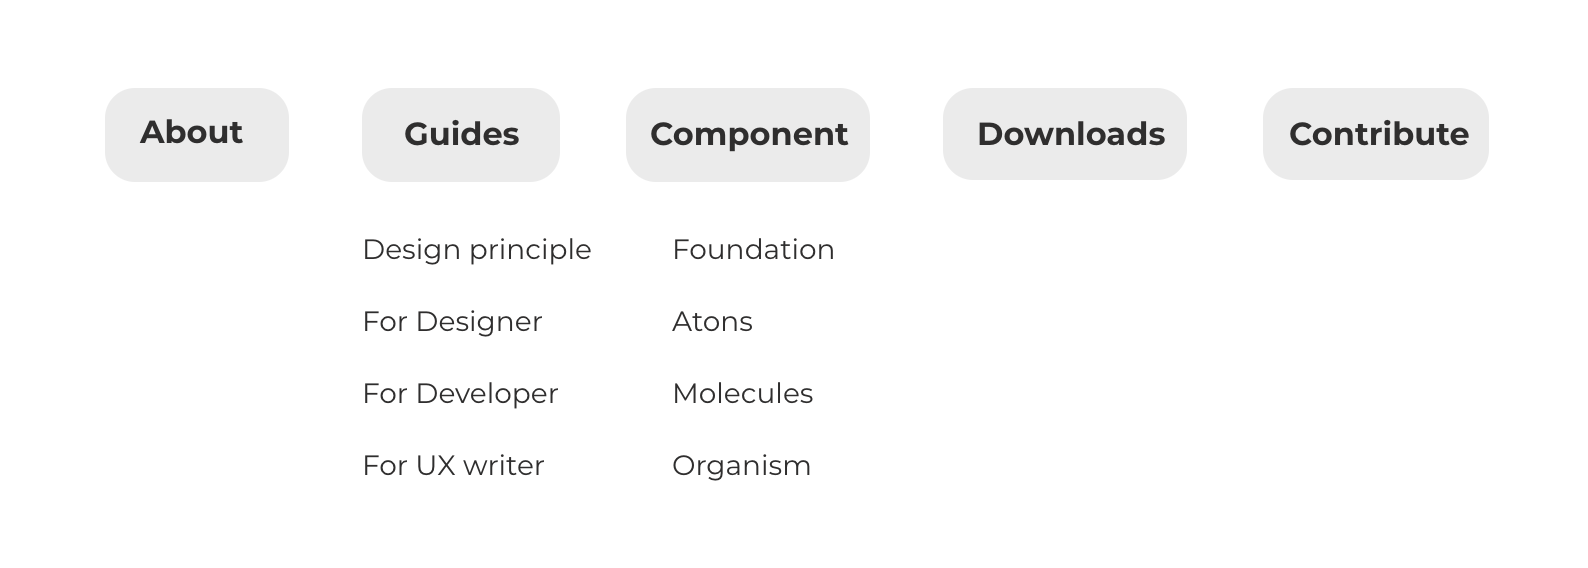 About
Guides
Component
Downloads
Contribute
Design principle
For Designer
For Developer
For UX writer
Foundation
Atons
Molecules
Organism